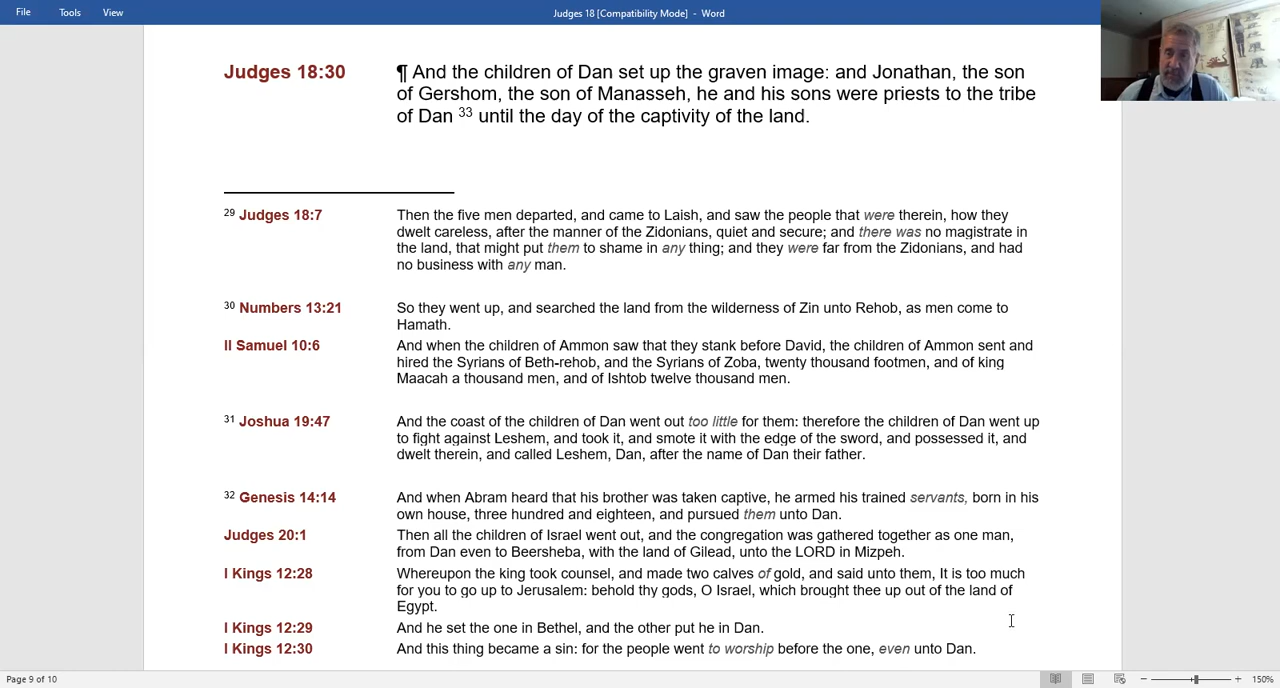 File Tools View
Judges 18 [Compatibility Mode] - Word
Judges 18:30 ¶ And the children of Dan set up the graven image: and Jonathan, the son
of Gershom, the son of Manasseh, he and his sons were priests to the tribe
of Dan 33 until the day of the captivity of the land.
29 Judges 18:7 Then the five men departed, and came to Laish, and saw the people that were therein, how they
dwelt careless, after the manner of the Zidonians, quiet and secure; and there was no magistrate in
the land, that might put them to shame in any thing; and they were far from the Zidonians, and had
no business with any man.
30 Numbers 13:21 So they went up, and searched the land from the wilderness of Zin unto Rehob, as men come to
Hamath.
II Samuel 10:6 And when the children of Ammon saw that they stank before David, the children of Ammon sent and
hired the Syrians of Beth-rehob, and the Syrians of Zoba, twenty thousand footmen, and of king
Maacah a thousand men, and of Ishtob twelve thousand men.
31 Joshua 19:47 And the coast of the children of Dan went out too little for them: therefore the children of Dan went up
to fight against Leshem, and took it, and smote it with the edge of the sword, and possessed it, and
dwelt therein, and called Leshem, Dan, after the name of Dan their father.
32 Genesis 14:14 And when Abram heard that his brother was taken captive, he armed his trained servants, born in his
own house, three hundred and eighteen, and pursued them unto Dan.
Judges 20:1 Then all the children of Israel went out, and the congregation was gathered together as one man,
from Dan even to Beersheba, with the land of Gilead, unto the LORD in Mizpeh.
I Kings 12:28 Whereupon the king took counsel, and made two calves of gold, and said unto them, It is too much
for you to go up to Jerusalem: behold thy gods, O Israel, which brought thee up out of the land of
Egypt.
I Kings 12:29 And he set the one in Bethel, and the other put he in Dan.
I Kings 12:30 And this thing became a sin: for the people went to worship before the one, even unto Dan.
Page 9 of 10 150%